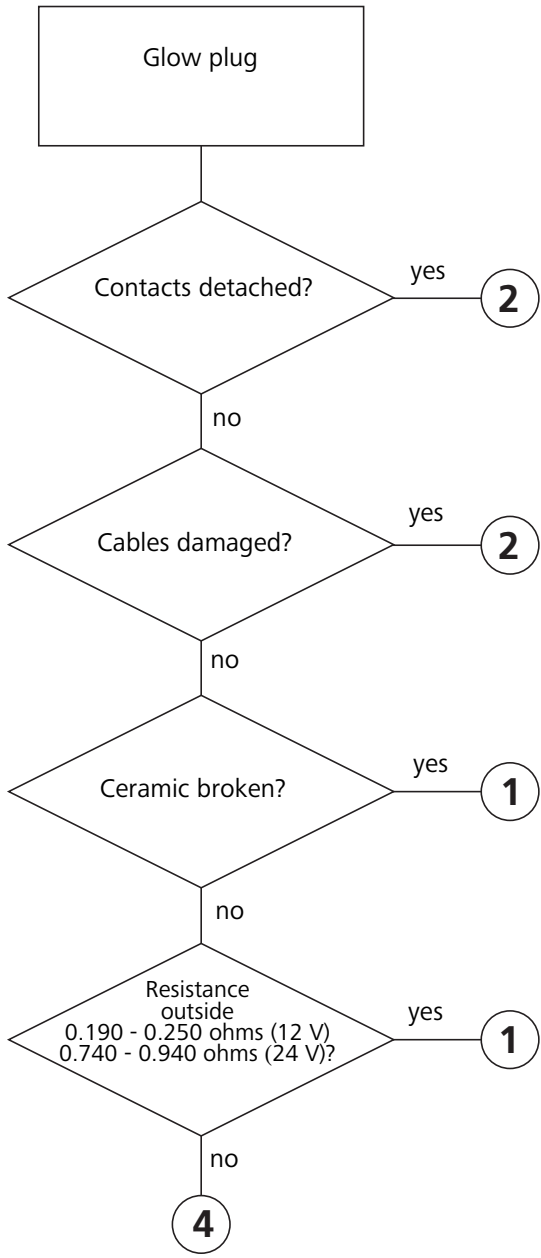 Glow plug
Contacts detached?
yes
2
no
Cables damaged?
yes
2
no
Ceramic broken?
yes
1
no
Resistance
outside
0.190 - 0.250 ohms (12 V)
0.740 - 0.940 ohms (24 V)?
yes
1
no
4